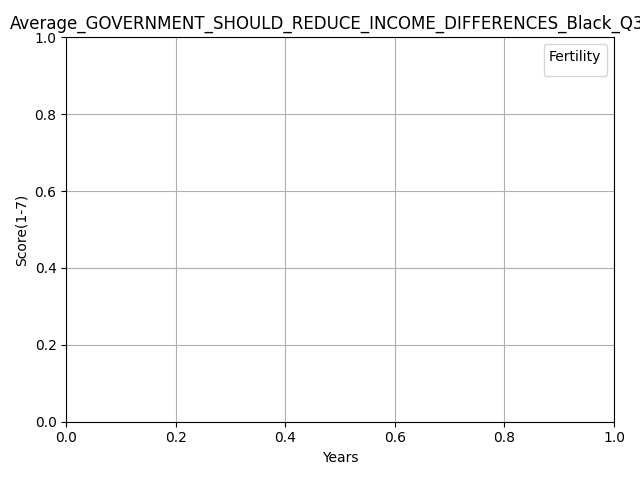 Average_GOVERNMENT_SHOULD_REDUCE_INCOME_DIFFERENCES_Black_Q3
Fertility
1.0
0.8
0.6
0.4
0.2
0.0
Score(1-7)
0.0 0.2 0.4 0.6 0.8 1.0
Years